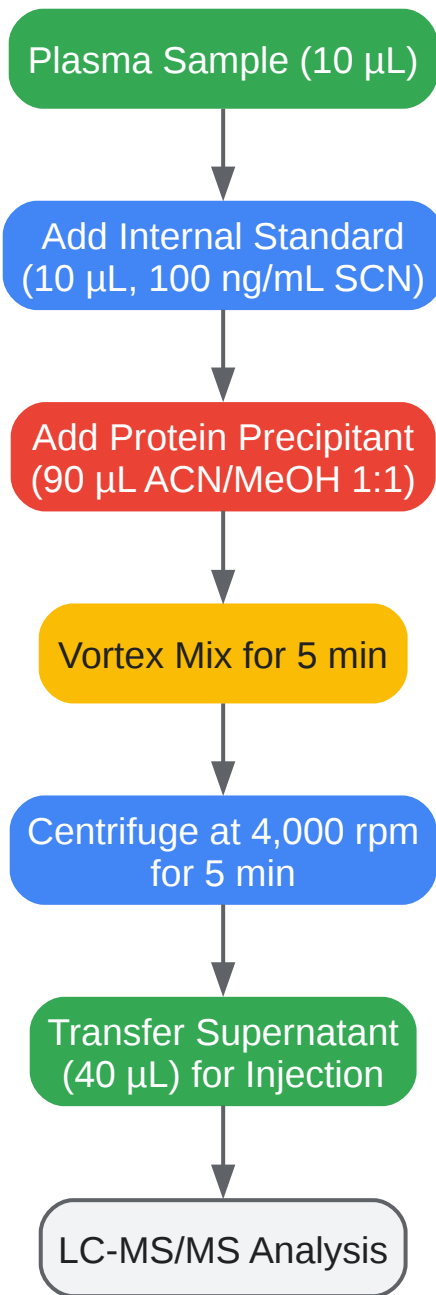 Plasma Sample (10 µL)
Add Internal Standard
(10 µL, 100 ng/mL SCN)
Add Protein Precipitant
(90 µL ACN/MeOH 1:1)
Vortex Mix for 5 min
Centrifuge at 4,000 rpm
for 5 min
Transfer Supernatant
(40 µL) for Injection
LC-MS/MS Analysis